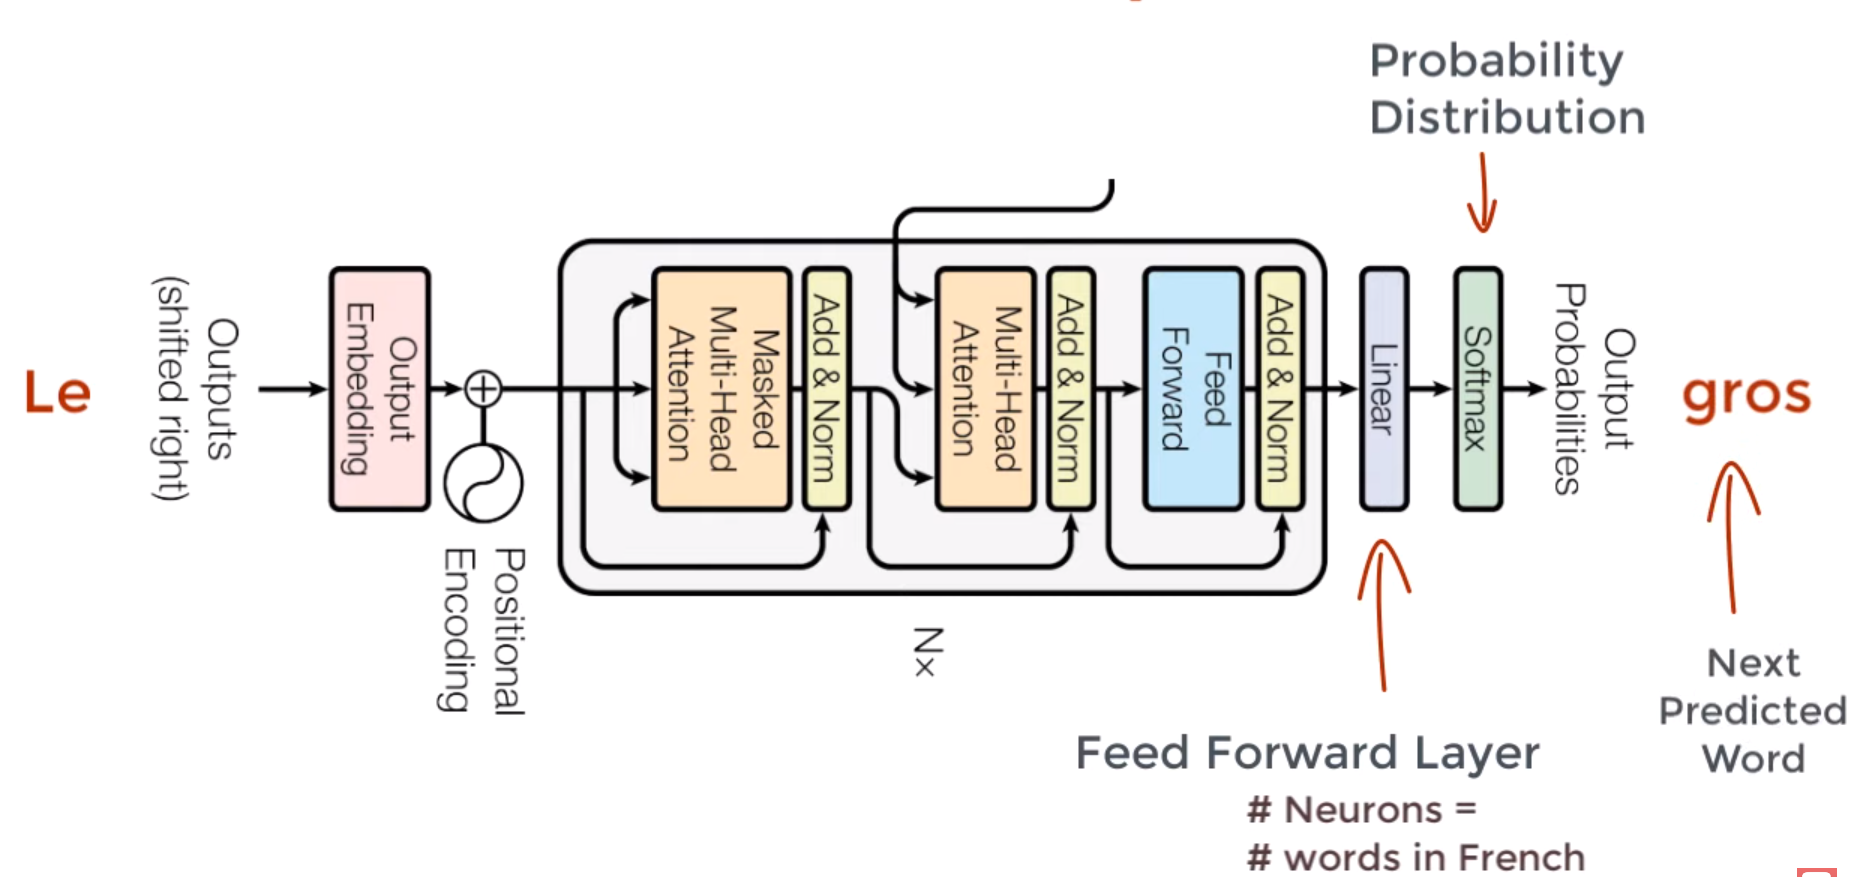 Probability
Distribution
Le
Outputs
(shifted right)
Output
Embedding
Positional
Encoding
Masked
Multi-Head
Attention
Add & Norm
Multi-Head
Attention
Add & Norm
Feed
Forward
Add & Norm
Nx
Linear
Softmax
Output
Probabilities
gros
Feed Forward Layer
# Neurons =
# words in French
Next
Predicted
Word